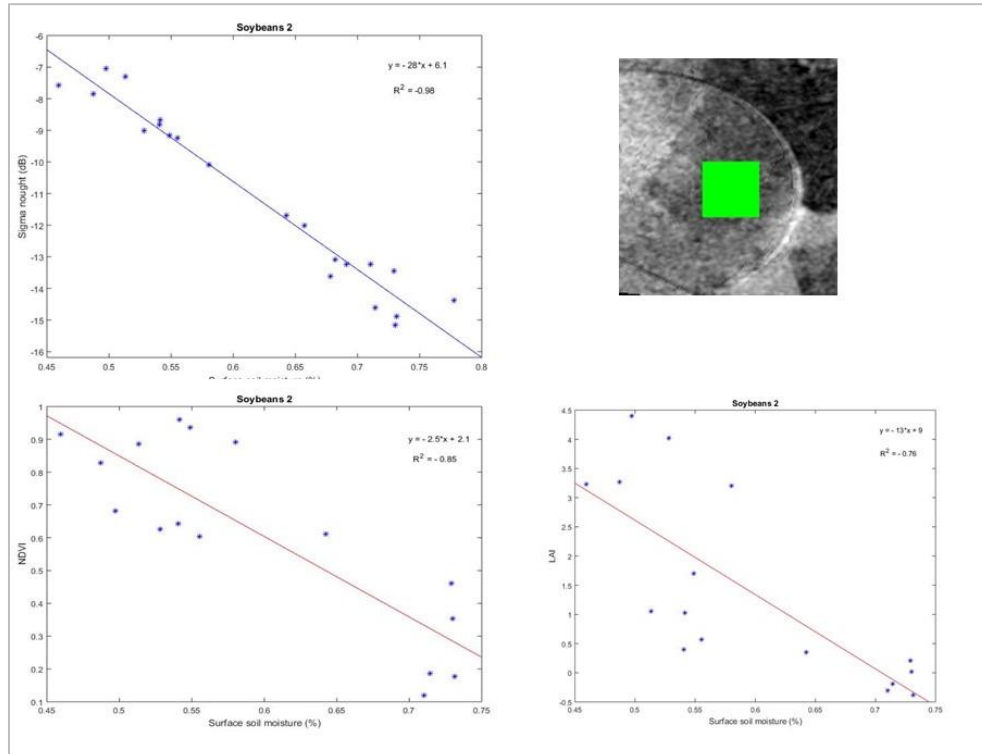 Soybeans 2
y = - 28*x + 6.1
R2 = -0.98
Sigma nought (dB)
-6
-7
-8
-9
-10
-11
-12
-13
-14
-15
-16
0.45 0.5 0.55 0.6 0.65 0.7 0.75 0.8
Surface soil moisture (%)
Soybeans 2
y = - 2.5*x + 2.1
R2 = - 0.85
NDVI
1
0.9
0.8
0.7
0.6
0.5
0.4
0.3
0.2
0.1
0.45 0.5 0.55 0.6 0.65 0.7 0.75
Surface soil moisture (%)
Soybeans 2
y = - 13*x + 9
R2 = - 0.76
LAI
4.5
4
3.5
3
2.5
2
1.5
1
0.5
0
-0.5
0.45 0.5 0.55 0.6 0.65 0.7 0.75
Surface soil moisture (%)